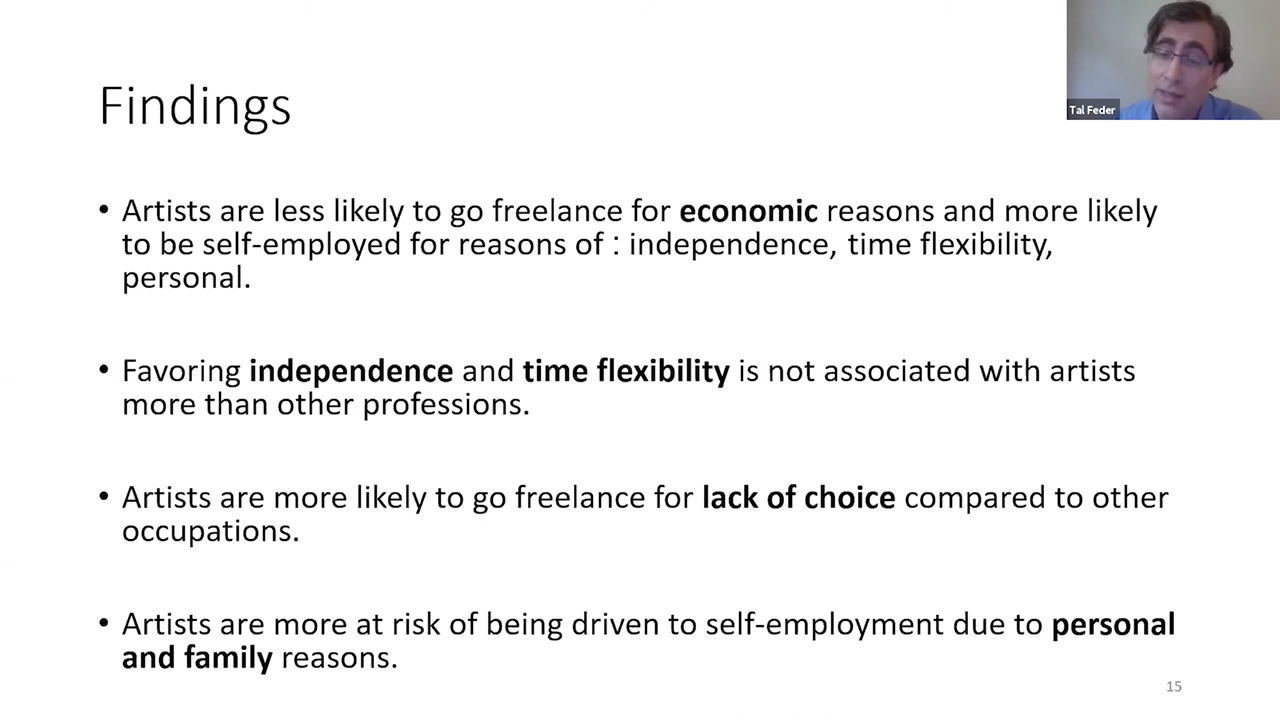 Tal Feder
Findings
• Artists are less likely to go freelance for economic reasons and more likely
to be self-employed for reasons of : independence, time flexibility,
personal.
• Favoring independence and time flexibility is not associated with artists
more than other professions.
• Artists are more likely to go freelance for lack of choice compared to other
occupations.
• Artists are more at risk of being driven to self-employment due to personal
and family reasons.
15